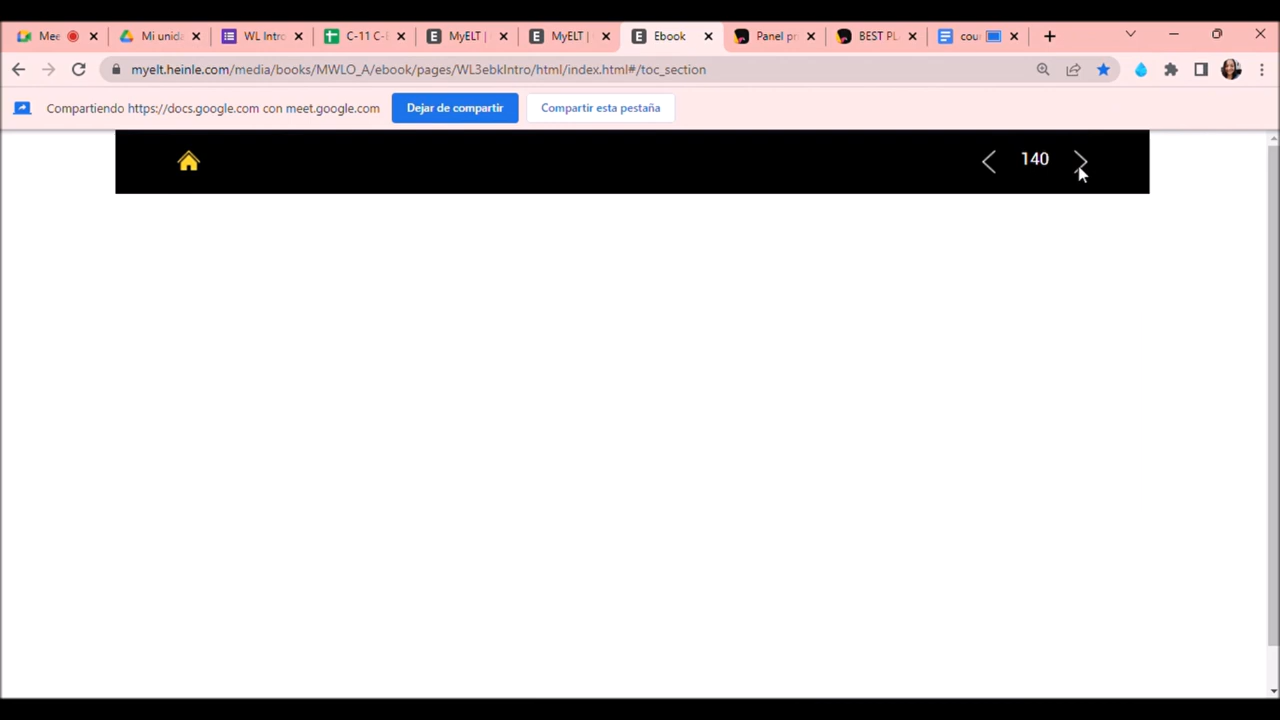 Mee Mi unida WL Intro C-11 C-E MyELT | MyELT | Ebook Panel pr BEST PL cour
myelt.heinle.com/media/books/MWLO_A/ebook/pages/WL3ebkIntro/html/index.html#/toc_section
Compartiendo https://docs.google.com con meet.google.com Dejar de compartir Compartir esta pestaña
140